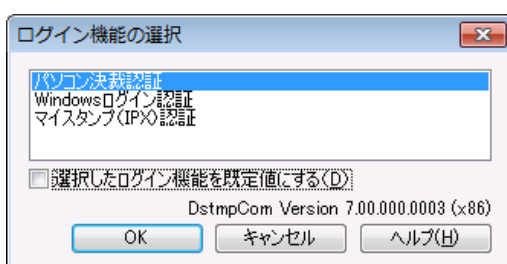 ログイン機能の選択
パソコン決裁認証
Windowsログイン認証
マイスタンプ(IPX)認証
選択したログイン機能を既定値にする(D)
DstmpCom Version 7.00.000.0003 (x86)
OK キャンセル ヘルプ(H)